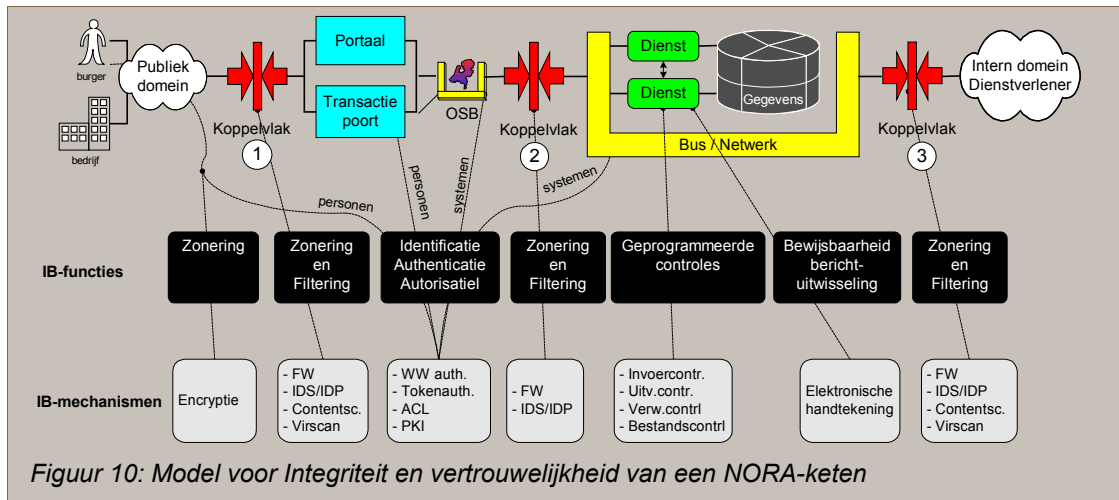 burger
bedrijf
Publiek
domein
Koppelvlak
1
Portaal
Transactie
poort
OSB
Koppelvlak
2
Dienst
Dienst
Gegevens
Bus / Netwerk
Koppelvlak
3
Intern domein
Dienstverlener
personen
personen
systemen
systemen
IB-functies
Zonering
Zonering
en
Filtering
Identificatie
Authenticatie
Autorisatiel
Zonering
en
Filtering
Geprogrammeerde
controles
Bewijsbaarheid
bericht-
uitwisseling
Zonering
en
Filtering
IB-mechanismen
Encryptie
- FW
- IDS/IDP
- Contentsc.
- Virscan
- WW auth.
- Tokenauth.
- ACL
- PKI
- FW
- IDS/IDP
- Invoercontr.
- Uitv.contr.
- Verw.contrl
- Bestandscontrl
Elektronische
handtekening
- FW
- IDS/IDP
- Contentsc.
- Virscan
Figuur 10: Model voor Integriteit en vertrouwelijkheid van een NORA-keten